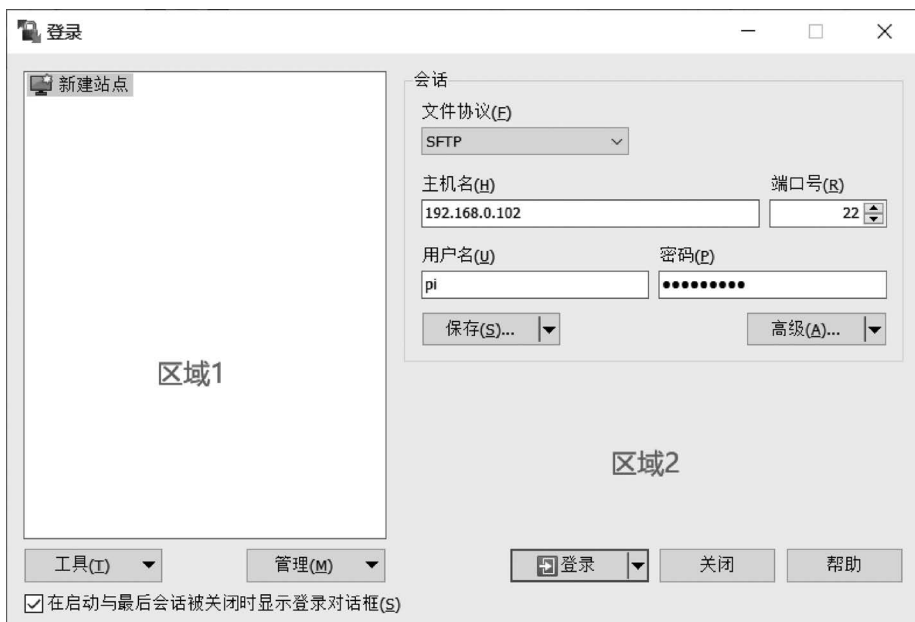 登录
新建站点
会话
文件协议(F)
SFTP
主机名(H)
端口号(R)
192.168.0.102
22
用户名(U)
密码(P)
pi
●●●●●●●●●
保存(S)...
高级(A)...
区域1
区域2
工具(T)
管理(M)
登录
关闭
帮助
在启动与最后会话被关闭时显示登录对话框(S)